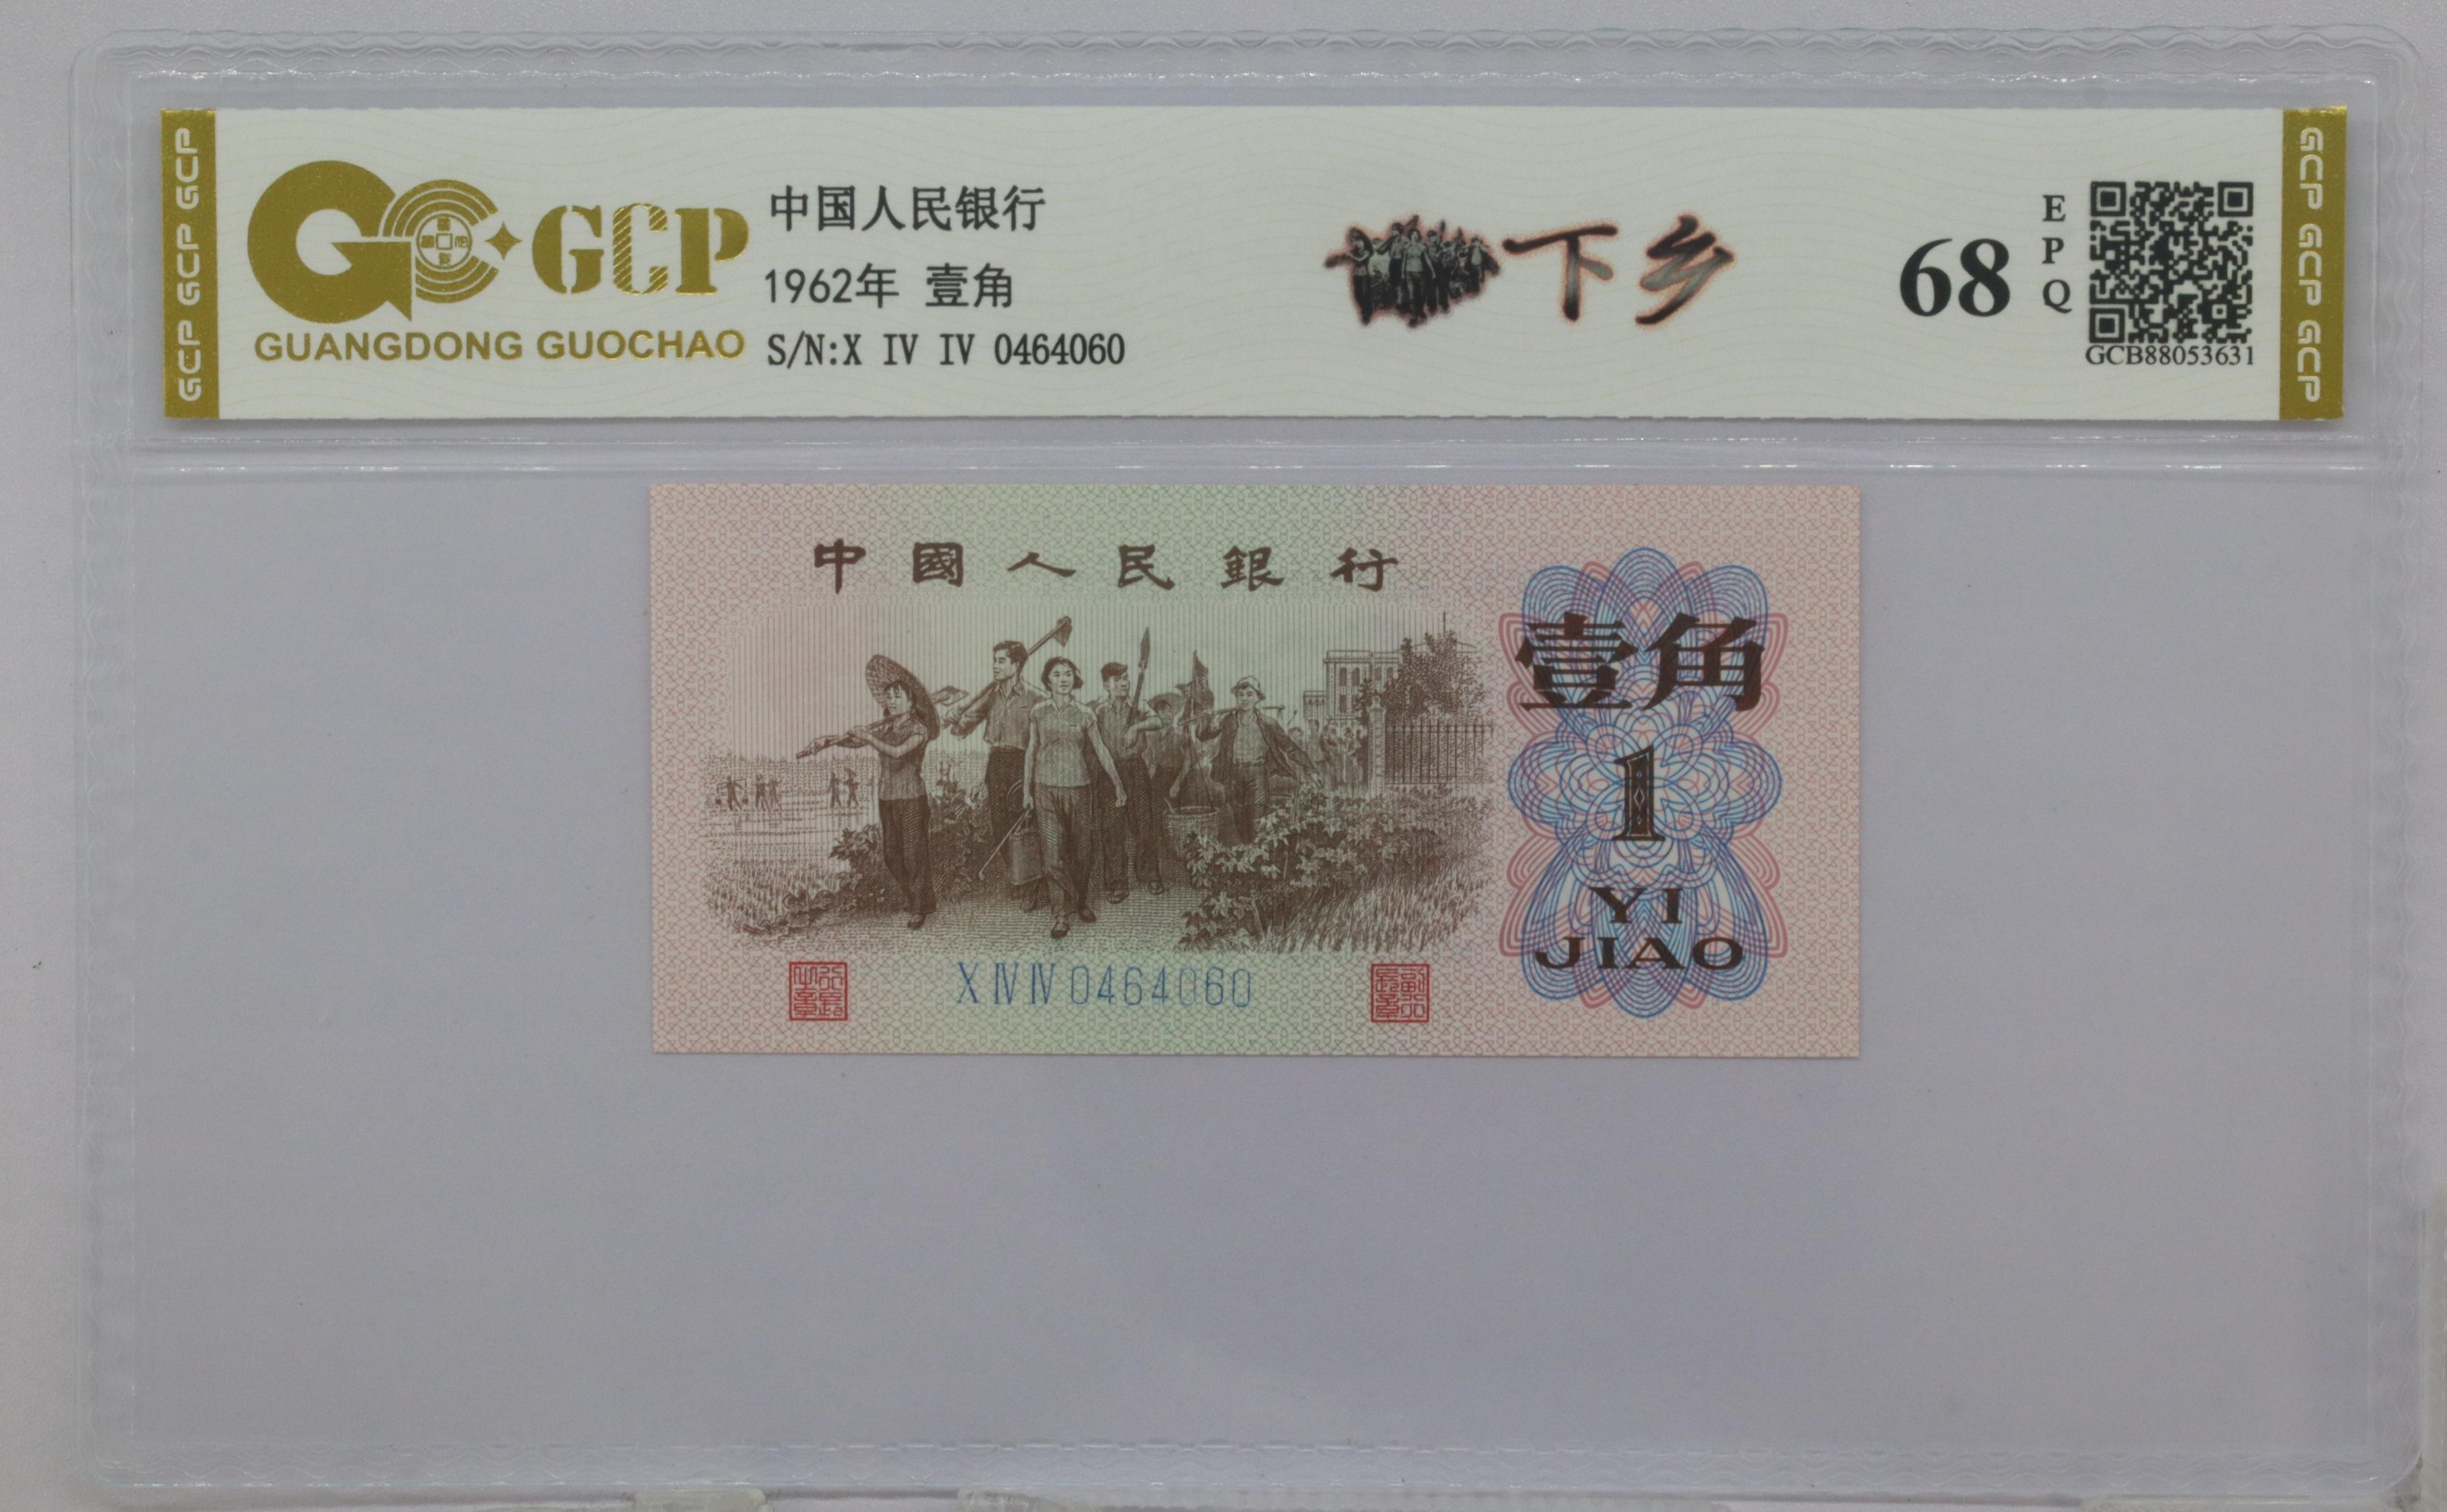 GCP GCP GCP
GCP
GUANGDONG GUOCHAO
中国人民银行
1962年 壹角
S/N:X IV IV 0464060
下乡
68
EPQ
GCB88053631
GCP GCP GCP
中國人民銀行
壹角
1
YI
JIAO
X IV IV 0464060